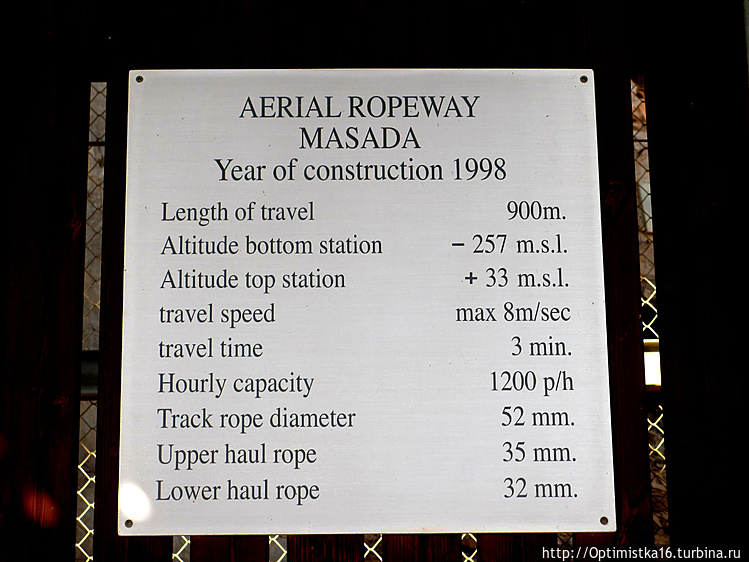 AERIAL ROPEWAY
MASADA
Year of construction 1998
Length of travel 900m.
Altitude bottom station – 257 m.s.l.
Altitude top station + 33 m.s.l.
travel speed max 8m/sec
travel time 3 min.
Hourly capacity 1200 p/h
Track rope diameter 52 mm.
Upper haul rope 35 mm.
Lower haul rope 32 mm.
http://Optimistka16.turbina.ru